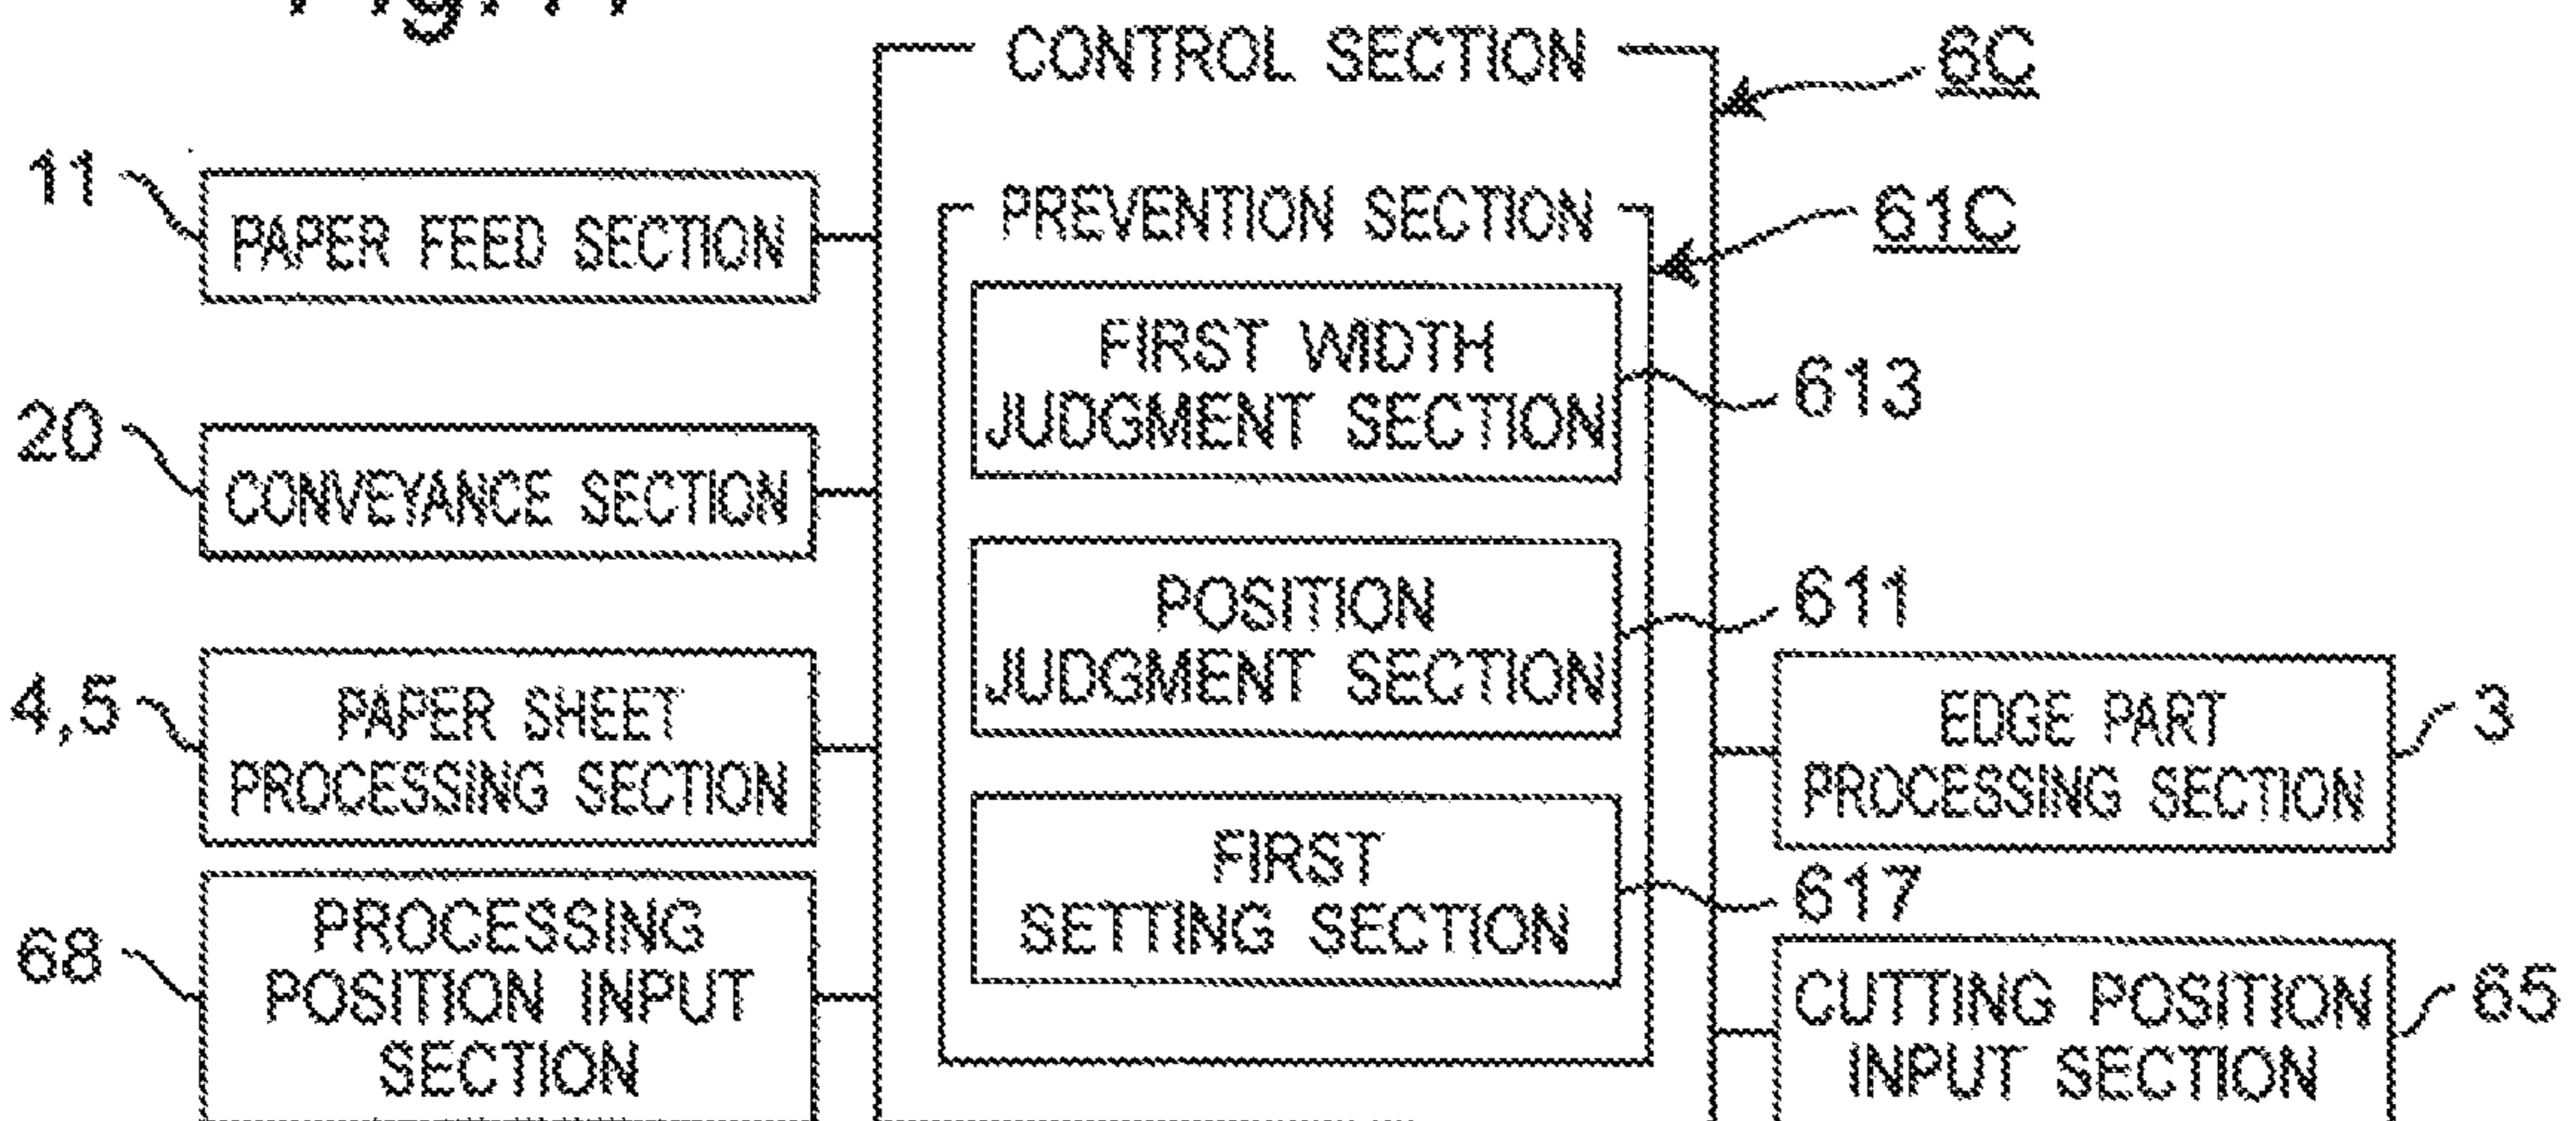 CONTROL SECTION
6C
11
PAPER FEED SECTION
PREVENTION SECTION
61C
FIRST WIDTH
JUDGMENT SECTION
613
20
CONVEYANCE SECTION
POSITION
JUDGMENT SECTION
611
4,5
PAPER SHEET
PROCESSING SECTION
EDGE PART
PROCESSING SECTION
3
FIRST
SETTING SECTION
617
68
PROCESSING
POSITION INPUT
SECTION
CUTTING POSITION
INPUT SECTION
65